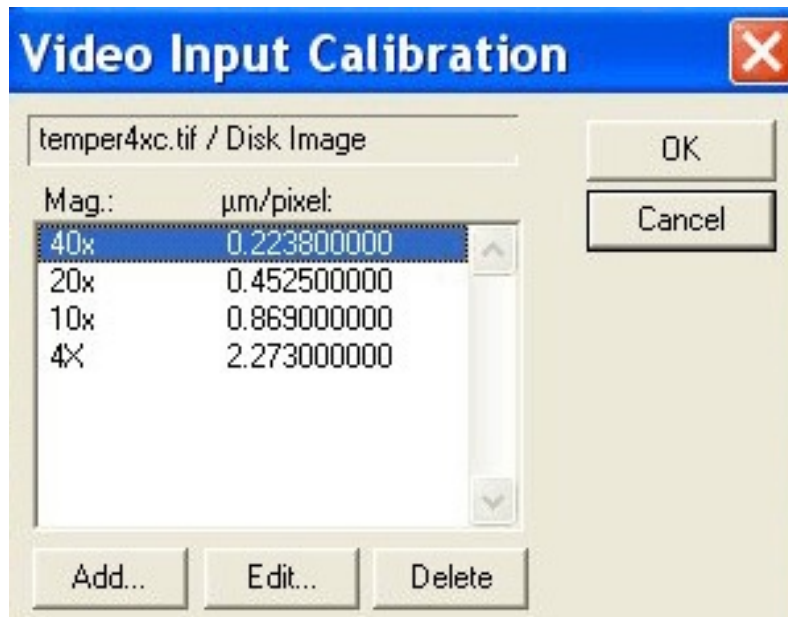 Video Input Calibration
temper4xc.tif / Disk Image
OK
Mag.: µm/pixel:
Cancel
40x 0.223800000
20x 0.452500000
10x 0.869000000
4X 2.273000000
Add... Edit... Delete